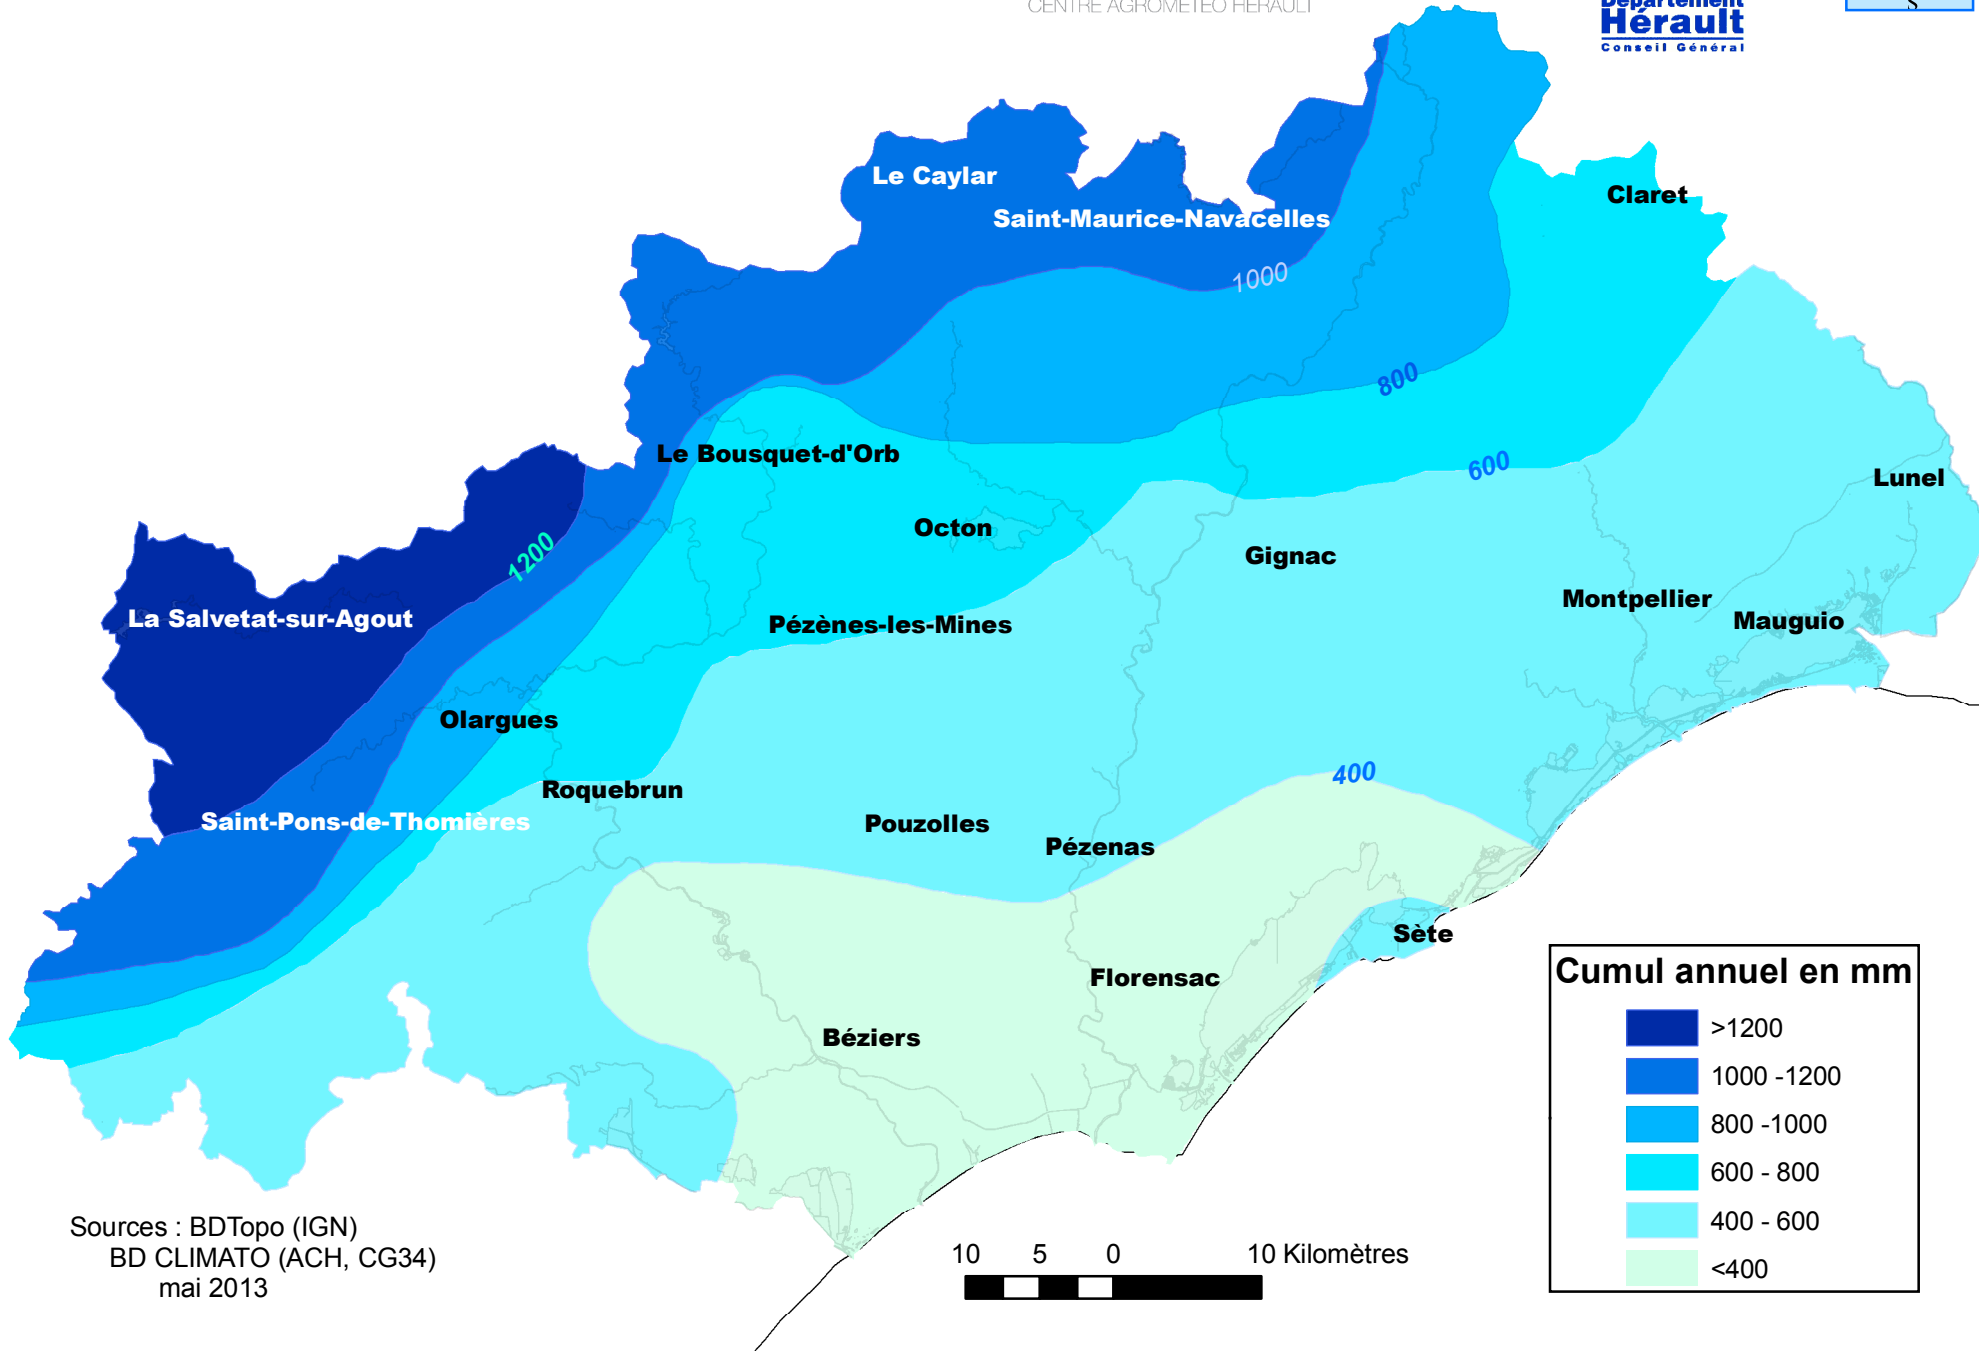 CENTRE AGROMETEO HERAULT
Département
Hérault
Conseil Général
S
Le Caylar
Claret
Saint-Maurice-Navacelles
1000
800
Le Bousquet-d'Orb
600
Lunel
Octon
1200
Gignac
Montpellier
La Salvetat-sur-Agout
Pézènes-les-Mines
Mauguio
Olargues
400
Roquebrun
Saint-Pons-de-Thomières
Pouzolles
Pézenas
Sète
Florensac
Béziers
Cumul annuel en mm
>1200
1000 -1200
800 -1000
600 - 800
400 - 600
<400
Sources : BDTopo (IGN)
BD CLIMATO (ACH, CG34)
mai 2013
10 5 0 10 Kilomètres